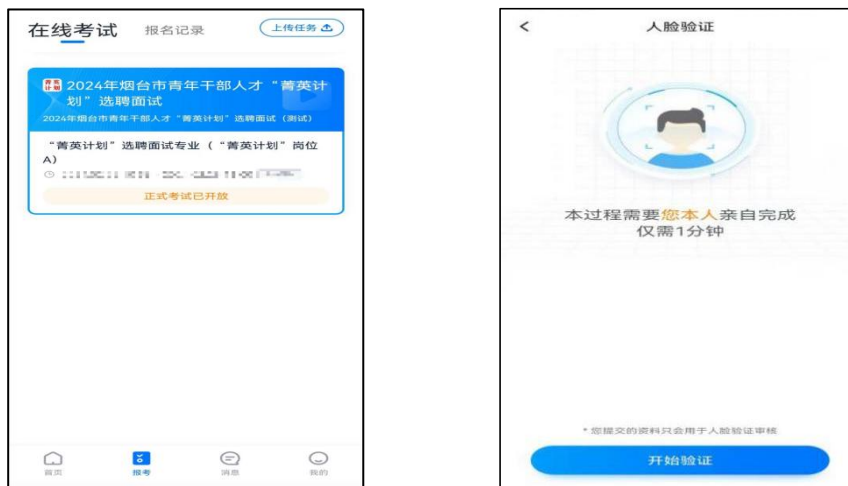 在线考试 报名记录 上传任务
菁英计划 2024年烟台市青年干部人才“菁英计
划”选聘面试
2024年烟台市青年干部人才“菁英计划”选聘面试（测试）
“菁英计划”选聘面试专业（“菁英计划”岗位
A）
正式考试已开放
首页 报考 消息 我的
人脸验证
本过程需要您本人亲自完成
仅需1分钟
*您提交的资料只会用于人脸验证审核
开始验证